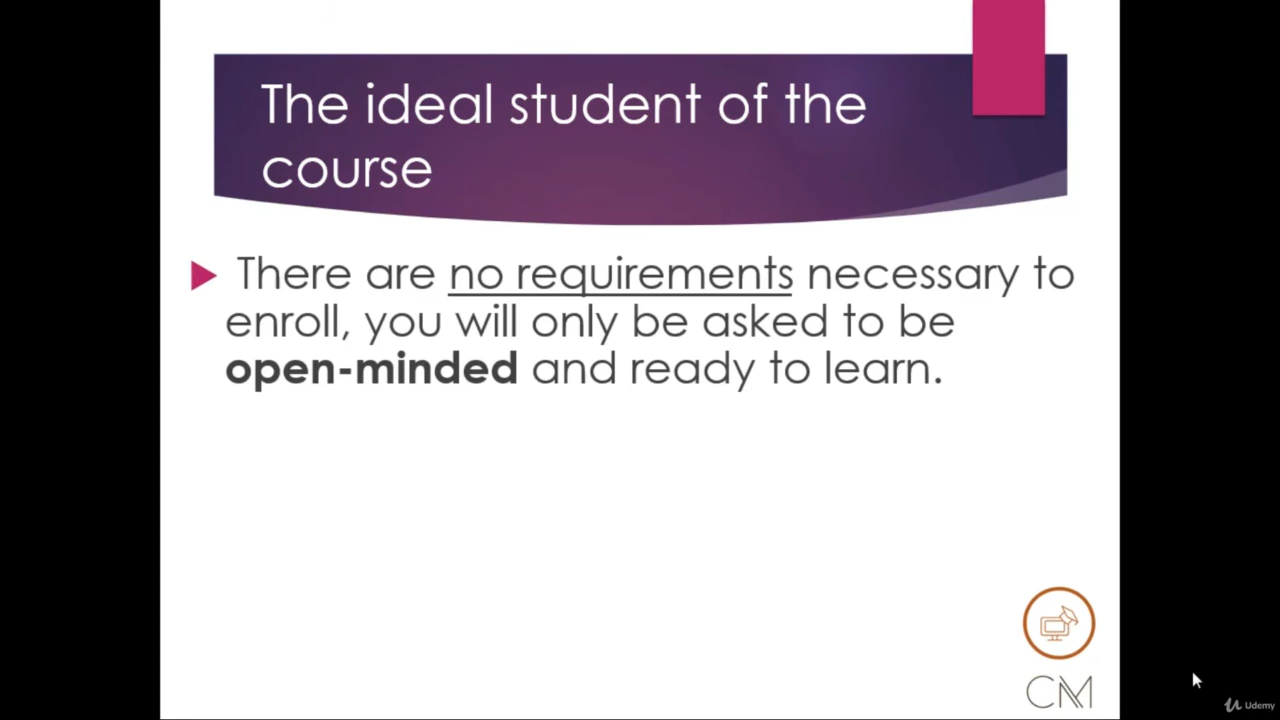 The ideal student of the
course
There are no requirements necessary to
enroll, you will only be asked to be
open-minded and ready to learn.
CM
Udemy